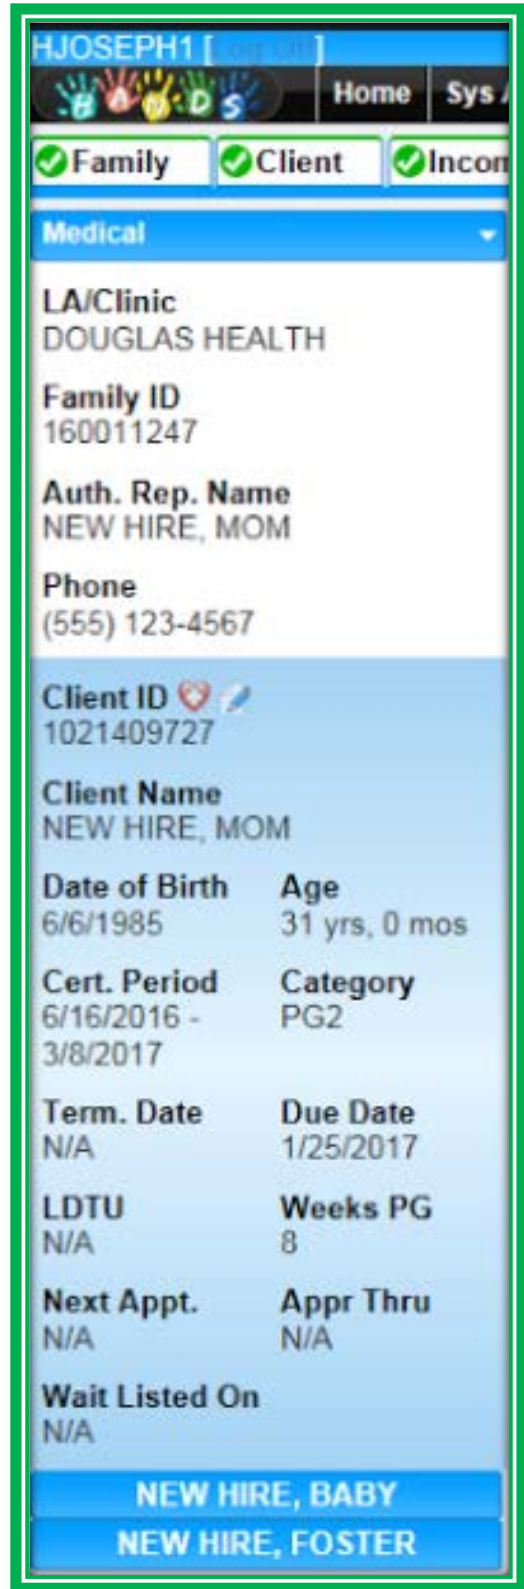 HJOSEPH1 [Log Off]
HANDS Home Sys
Family Client Incom
Medical
LA/Clinic
DOUGLAS HEALTH
Family ID
160011247
Auth. Rep. Name
NEW HIRE, MOM
Phone
(555) 123-4567
Client ID
1021409727
Client Name
NEW HIRE, MOM
Date of Birth Age
6/6/1985 31 yrs, 0 mos
Cert. Period Category
6/16/2016 - PG2
3/8/2017
Term. Date Due Date
N/A 1/25/2017
LDTU Weeks PG
N/A 8
Next Appt. Appr Thru
N/A N/A
Wait Listed On
N/A
NEW HIRE, BABY
NEW HIRE, FOSTER